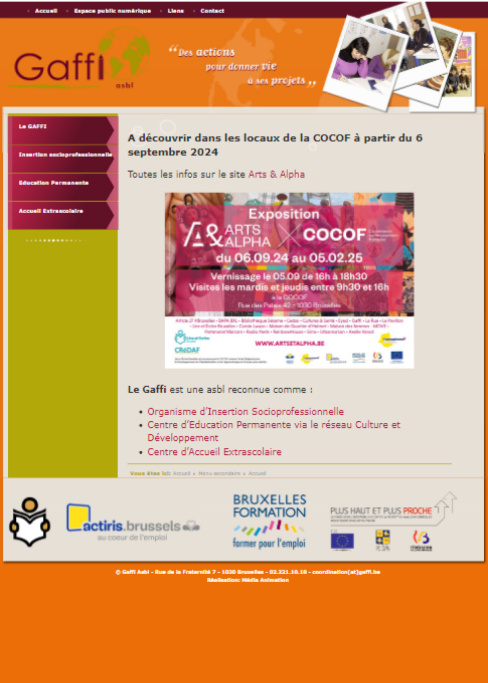 Accueil
Espace public numérique
Liens
Contact
Gaffi
asbl
“ Des actions
pour donner vie
à ses projets „
Le GAFFI
Insertion socioprofessionnelle
Education Permanente
Accueil Extrascolaire
A découvrir dans les locaux de la COCOF à partir du 6
septembre 2024
Toutes les infos sur le site Arts & Alpha
Exposition
A& ARTS
ALPHA X COCOF
du 06.09.24 au 05.02.25
Vernissage le 05.09 de 16h à 18h30
Visites les mardis et jeudis entre 9h30 et 16h
à la COCOF
Rue des Palais 42 - 1030 Bruxelles
WWW.ARTSETALPHA.BE
Le Gaffi est une asbl reconnue comme :
Organisme d'Insertion Socioprofessionnelle
Centre d'Education Permanente via le réseau Culture et
Développement
Centre d'Accueil Extrascolaire
Vous êtes ici: Accueil ▸ Menu secondaire ▸ Accueil
actiris.brussels
au coeur de l'emploi
BRUXELLES
FORMATION
former pour l'emploi
PLUS HAUT ET PLUS PROCHE
© Gaffi Asbl - Rue de la Fraternité 7 - 1030 Bruxelles - 02.221.10.10 - coordination[at]gaffi.be
Réalisation: Média Animation